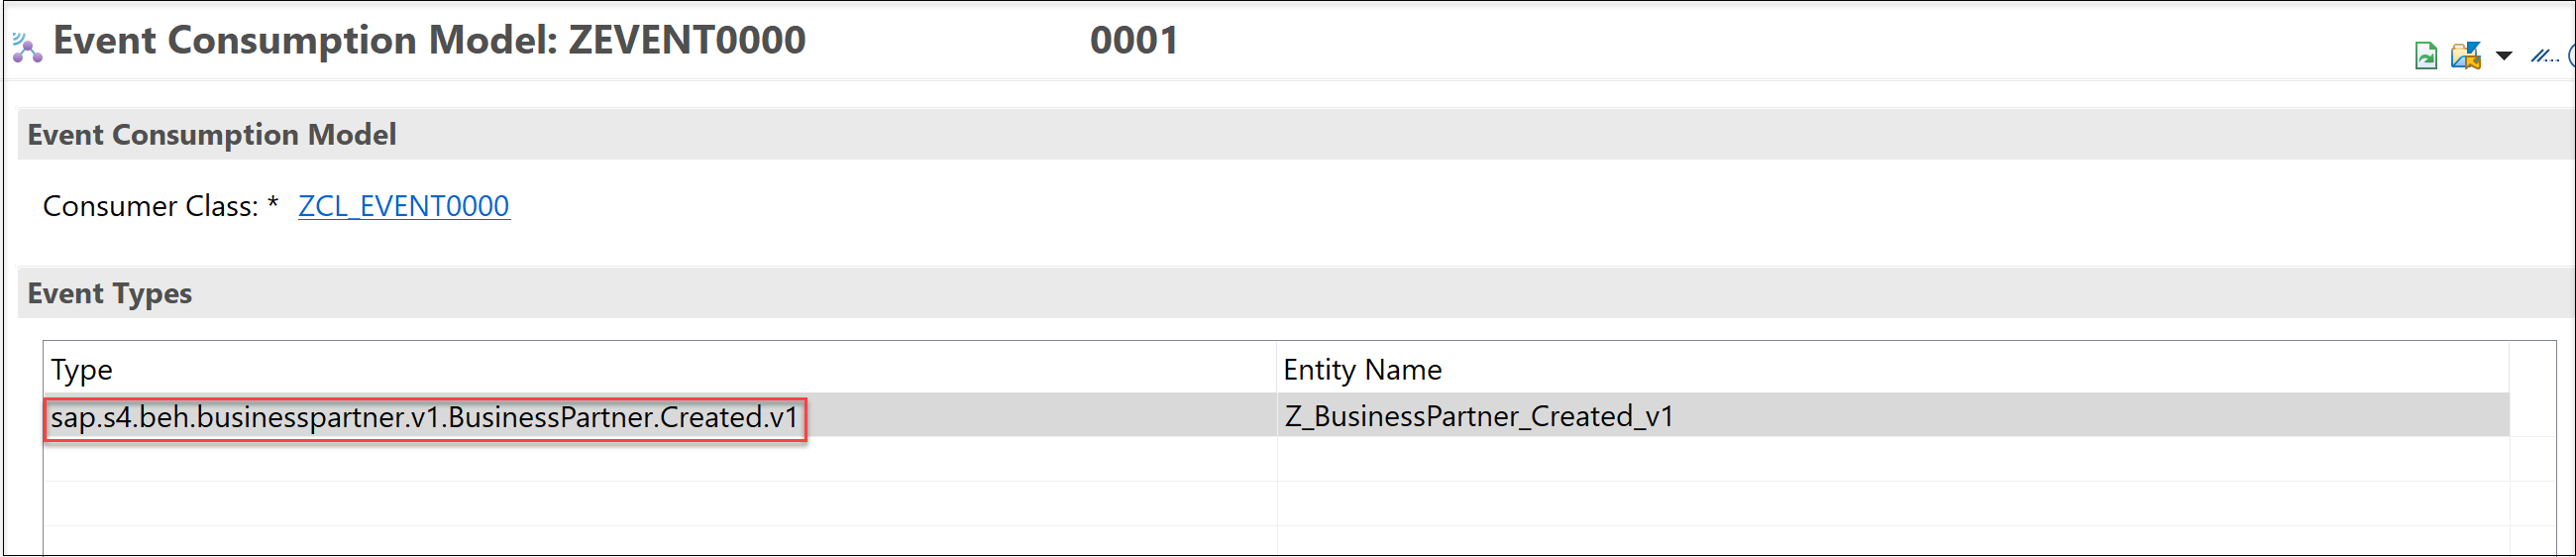 Event Consumption Model: ZEVENT0000 0001
Event Consumption Model
Consumer Class: * ZCL_EVENT0000
Event Types
Type Entity Name
sap.s4.beh.businesspartner.v1.BusinessPartner.Created.v1 Z_BusinessPartner_Created_v1